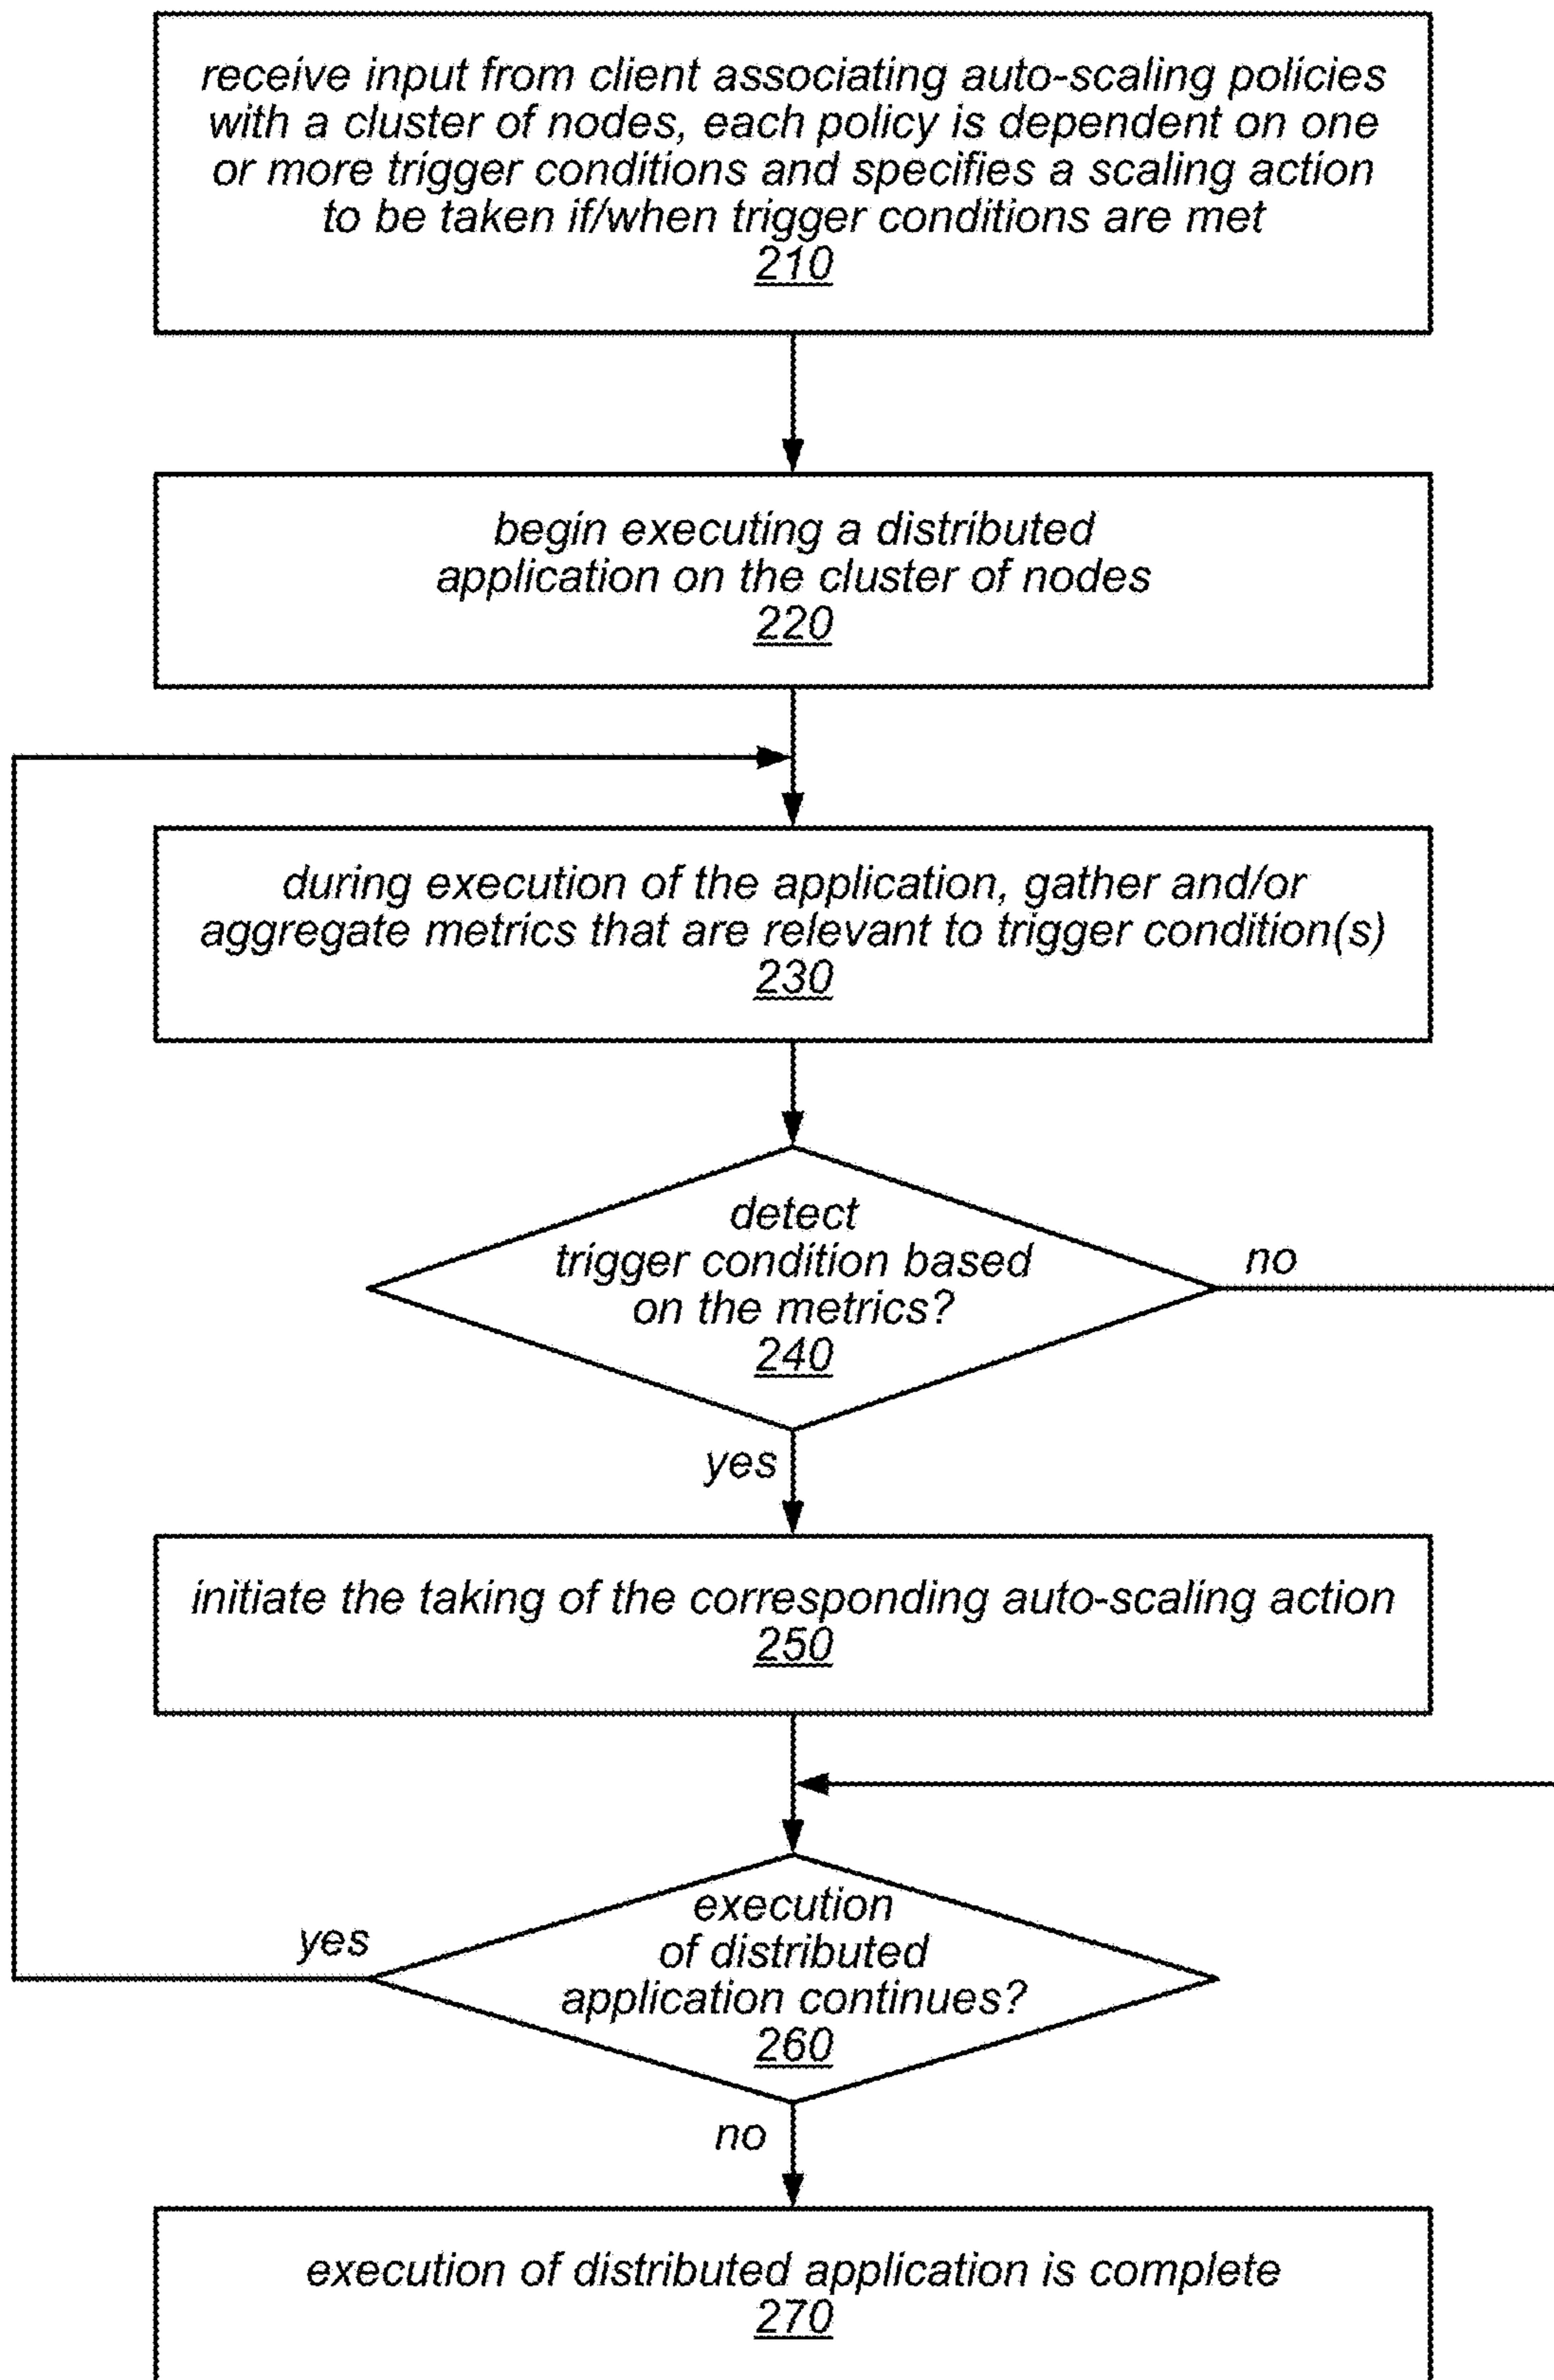 receive input from client associating auto-scaling policies
with a cluster of nodes, each policy is dependent on one
or more trigger conditions and specifies a scaling action
to be taken if/when trigger conditions are met
210
begin executing a distributed
application on the cluster of nodes
220
during execution of the application, gather and/or
aggregate metrics that are relevant to trigger condition(s)
230
detect
trigger condition based
on the metrics?
240
no
yes
initiate the taking of the corresponding auto-scaling action
250
execution
of distributed
application continues?
260
yes
no
execution of distributed application is complete
270